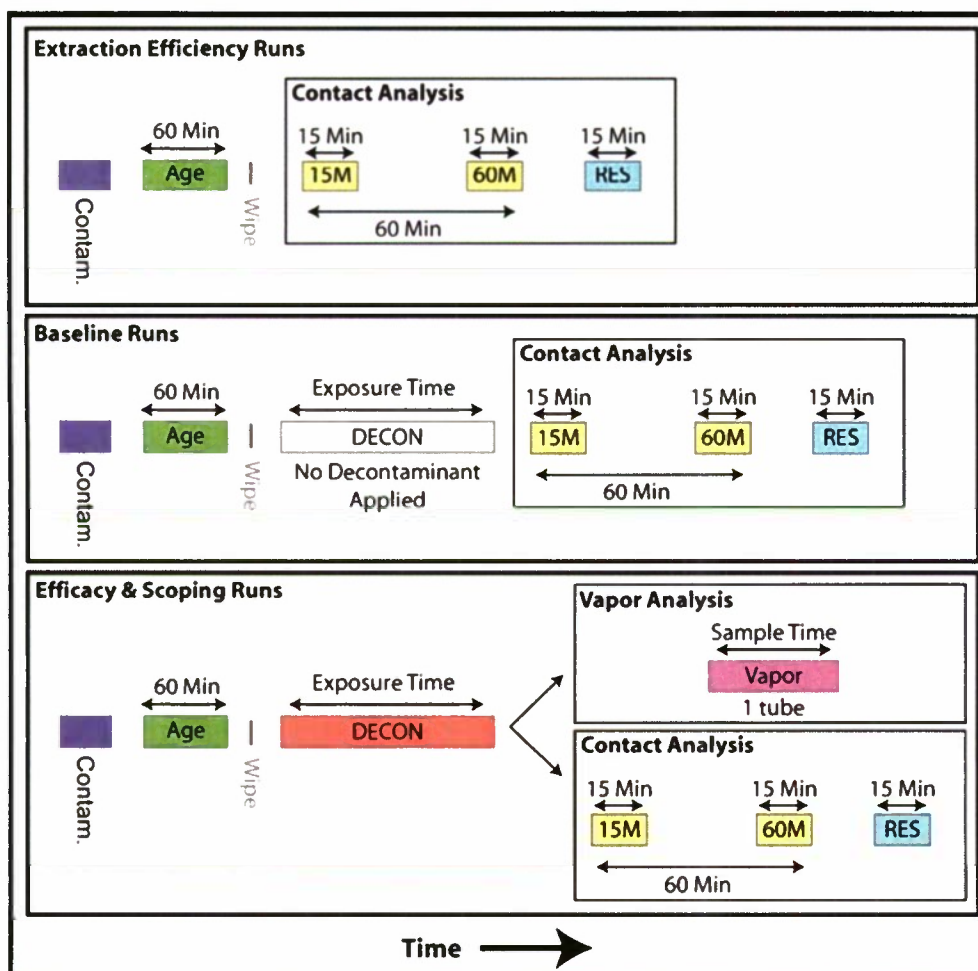 Extraction Efficiency Runs
Contact Analysis
60 Min
15 Min
15 Min
15 Min
Age
15M
60M
RES
Contam.
Wipe
60 Min
Baseline Runs
Contact Analysis
60 Min
Exposure Time
15 Min
15 Min
15 Min
Age
DECON
15M
60M
RES
Contam.
Wipe
No Decontaminant
Applied
60 Min
Efficacy & Scoping Runs
Vapor Analysis
Sample Time
Vapor
1 tube
60 Min
Exposure Time
Age
DECON
Contam.
Wipe
Contact Analysis
15 Min
15 Min
15 Min
15M
60M
RES
60 Min
Time